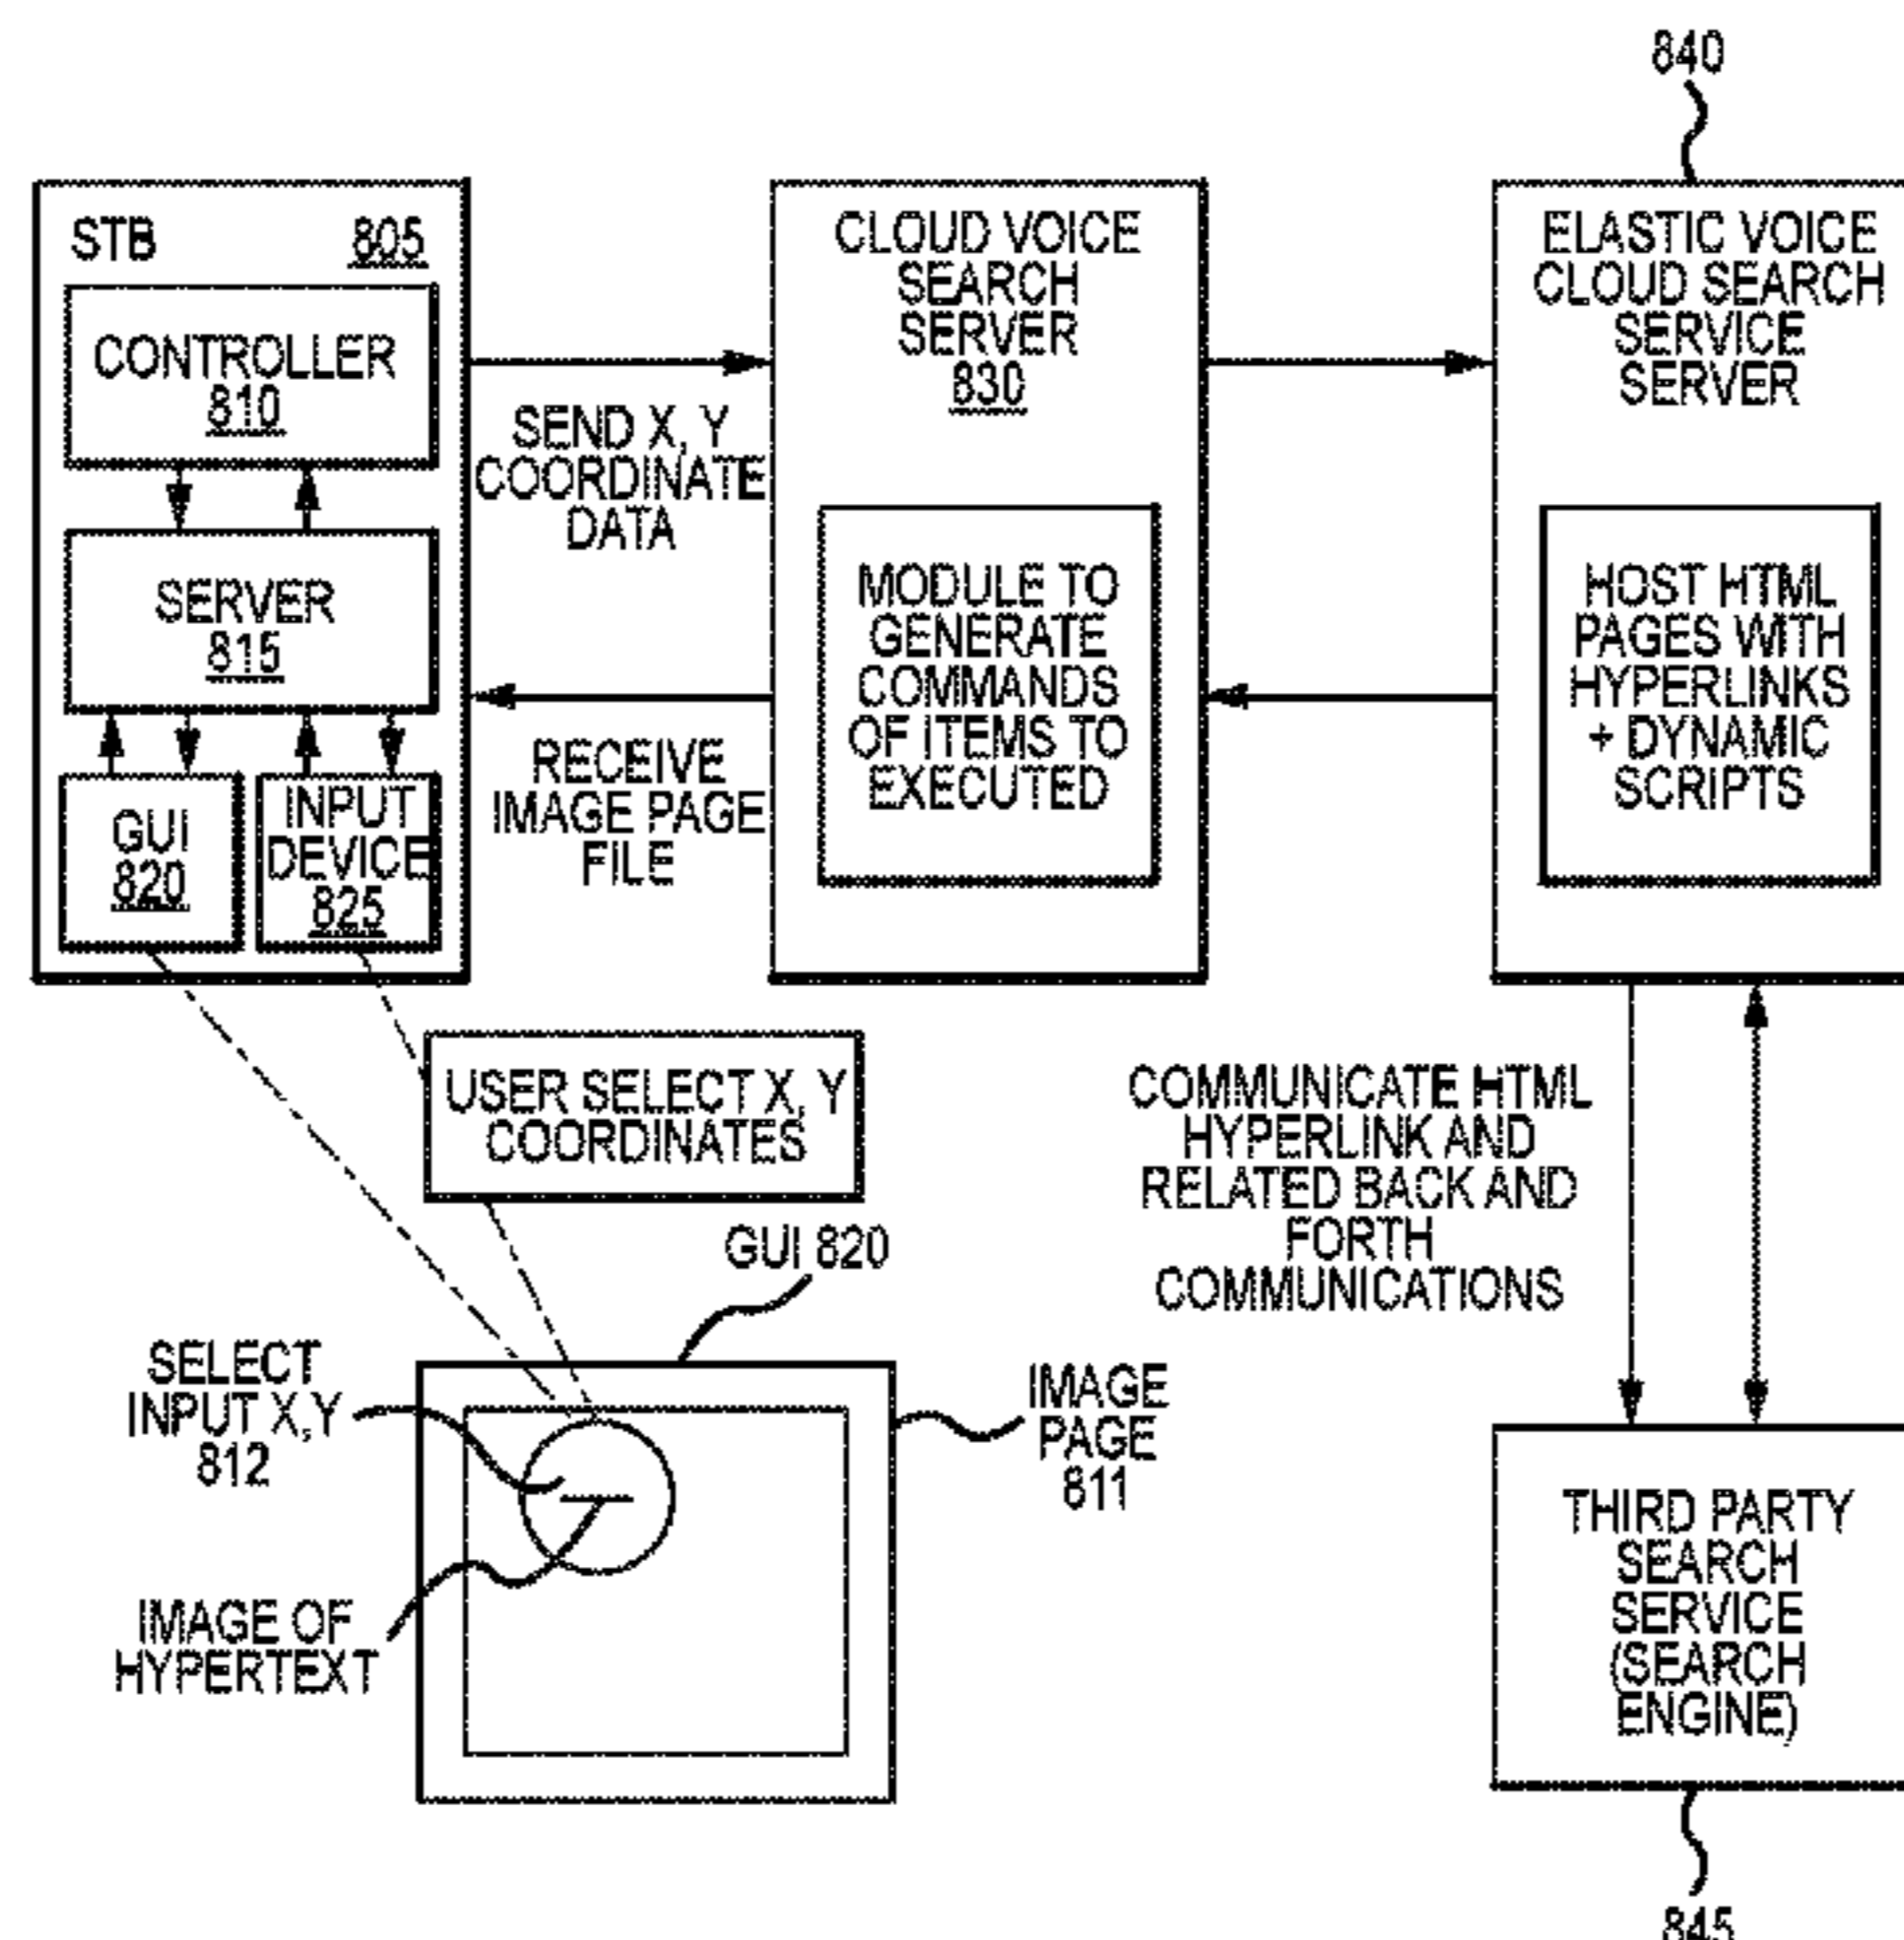 840
STB 805
CONTROLLER
810
SERVER
815
GUI
820
INPUT
DEVICE
825
SEND X, Y
COORDINATE
DATA
RECEIVE
IMAGE PAGE
FILE
CLOUD VOICE
SEARCH
SERVER
830
MODULE TO
GENERATE
COMMANDS
OF ITEMS TO
EXECUTED
ELASTIC VOICE
CLOUD SEARCH
SERVICE
SERVER
HOST HTML
PAGES WITH
HYPERLINKS
+ DYNAMIC
SCRIPTS
USER SELECT X, Y
COORDINATES
COMMUNICATE HTML
HYPERLINK AND
RELATED BACK AND
FORTH
COMMUNICATIONS
GUI 820
SELECT
INPUT X,Y
812
IMAGE
PAGE
811
IMAGE OF
HYPERTEXT
THIRD PARTY
SEARCH
SERVICE
(SEARCH
ENGINE)
845